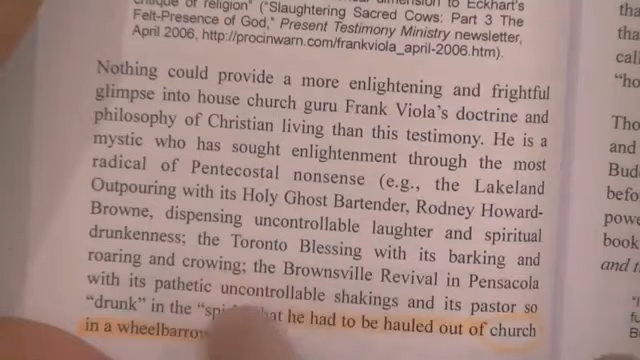 critique of religion" ("Slaughtering Sacred Cows: Part 3 The
Felt-Presence of God," Present Testimony Ministry newsletter,
April 2006, http://procinwarn.com/frankviola_april-2006.htm).
Nothing could provide a more enlightening and frightful
glimpse into house church guru Frank Viola's doctrine and
philosophy of Christian living than this testimony. He is a
mystic who has sought enlightenment through the most
radical of Pentecostal nonsense (e.g., the Lakeland
Outpouring with its Holy Ghost Bartender, Rodney Howard-
Browne, dispensing uncontrollable laughter and spiritual
drunkenness; the Toronto Blessing with its barking and
roaring and crowing; the Brownsville Revival in Pensacola
with its pathetic uncontrollable shakings and its pastor so
"drunk" in the he had to be hauled out of church
in a wheelbarrow
tha
tha
call
"ho
Tho
and
Bud
befo
powe
book
and t